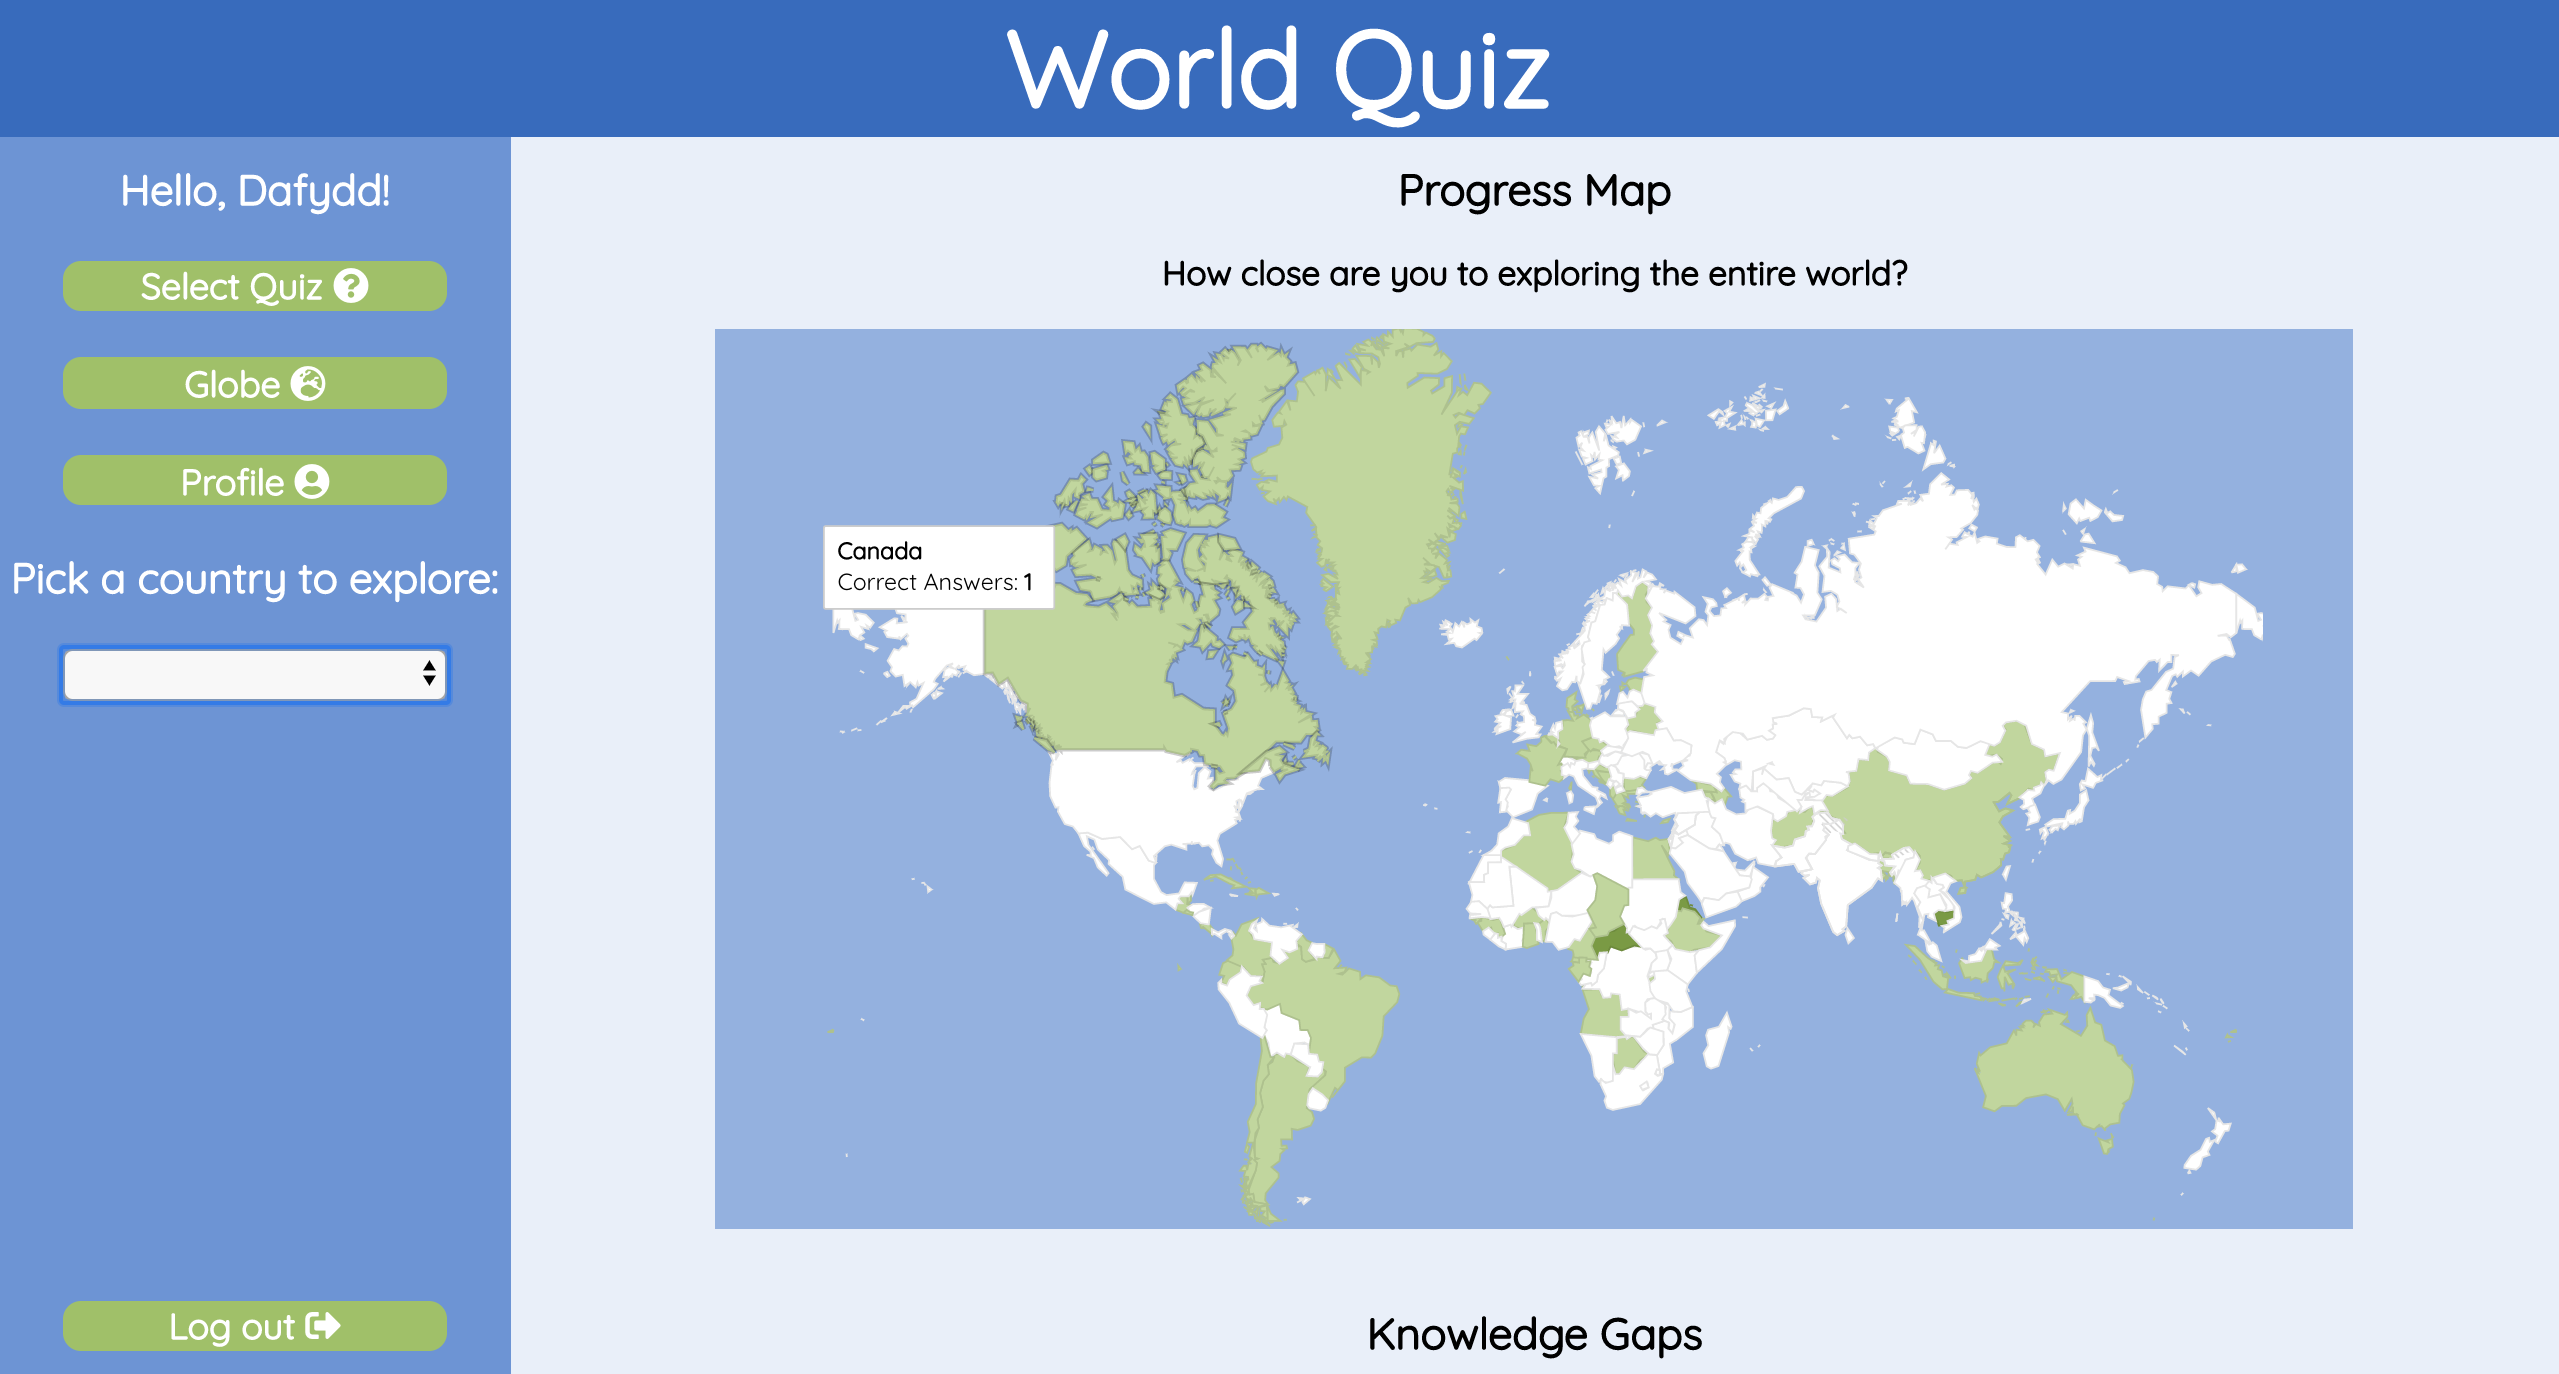 World Quiz
Hello, Dafydd!
Select Quiz
Globe
Profile
Pick a country to explore:
Log out
Progress Map
How close are you to exploring the entire world?
Canada
Correct Answers: 1
Knowledge Gaps